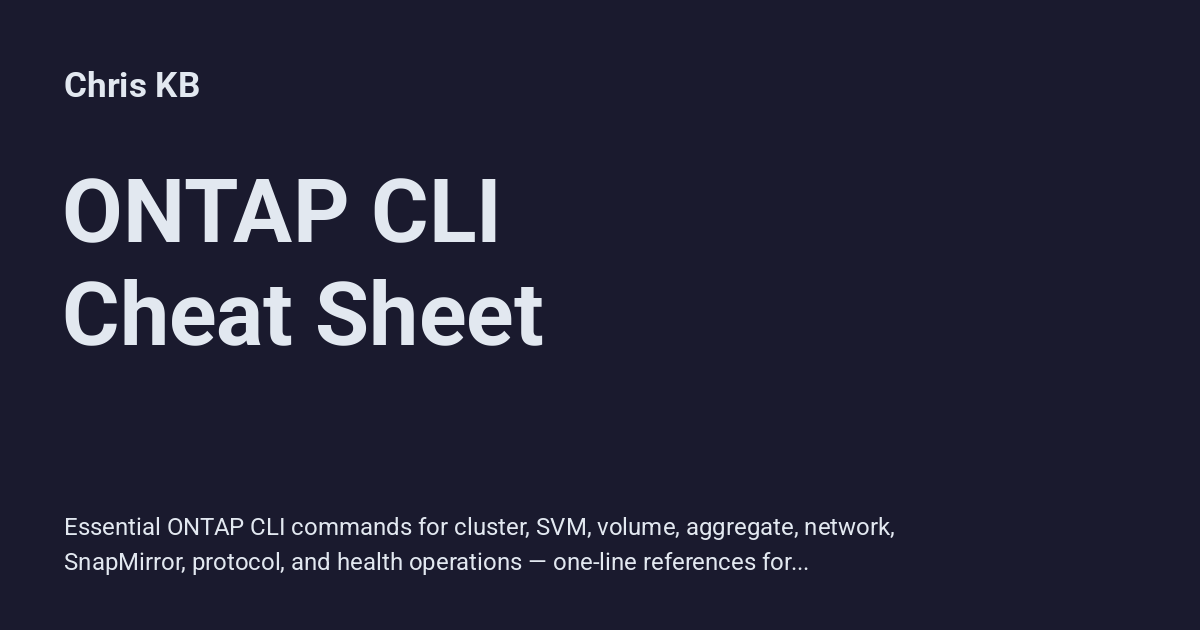 Chris KB
ONTAP CLI
Cheat Sheet
Essential ONTAP CLI commands for cluster, SVM, volume, aggregate, network,
SnapMirror, protocol, and health operations — one-line references for...